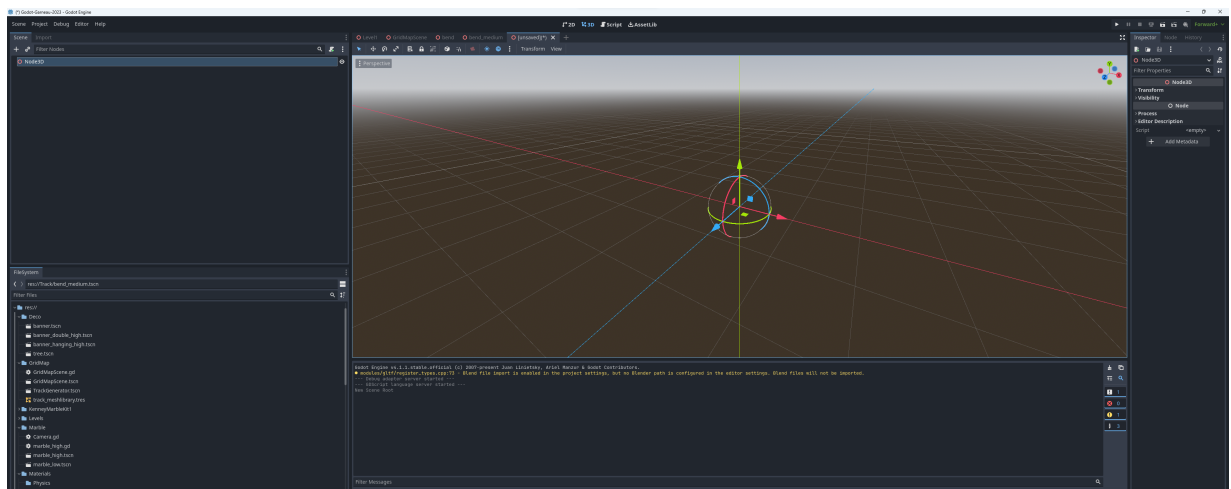 (*) Godot-Gameau-2023 - Godot Engine
Scene Project Debug Editor Help
2D 3D Script AssetLib
Forward+
Scene Import
Level1 GridMapScene bend bend_medium [unsaved](*)
Inspector Node History
Filter Nodes
Transform View
Node3D
Perspective
Node3D
Filter Properties
Node3D
Transform
Visibility
Node
Process
Editor Description
Script <empty>
Add Metadata
FileSystem
res://Track/bend_medium.tscn
Filter Files
res://
Deco
banner.tscn
banner_double_high.tscn
banner_hanging_high.tscn
tree.tscn
GridMap
GridMapScene.gd
GridMapScene.tscn
TrackGenerator.tscn
track_meshlibrary.tres
KenneyMarbleKit1
Levels
Marble
Camera.gd
marble_high.gd
marble_high.tscn
marble_low.tscn
Materials
Physics
Godot Engine v4.1.1.stable.official (c) 2007-present Juan Linietsky, Ariel Manzur & Godot Contributors.
modules/gltf/register_types.cpp:73 - Blend file import is enabled in the project settings, but no Blender path is configured in the editor settings. Blend files will not be imported.
--- Debug adapter server started ---
--- GDScript language server started ---
New Scene Root
1
0
1
3
Filter Messages